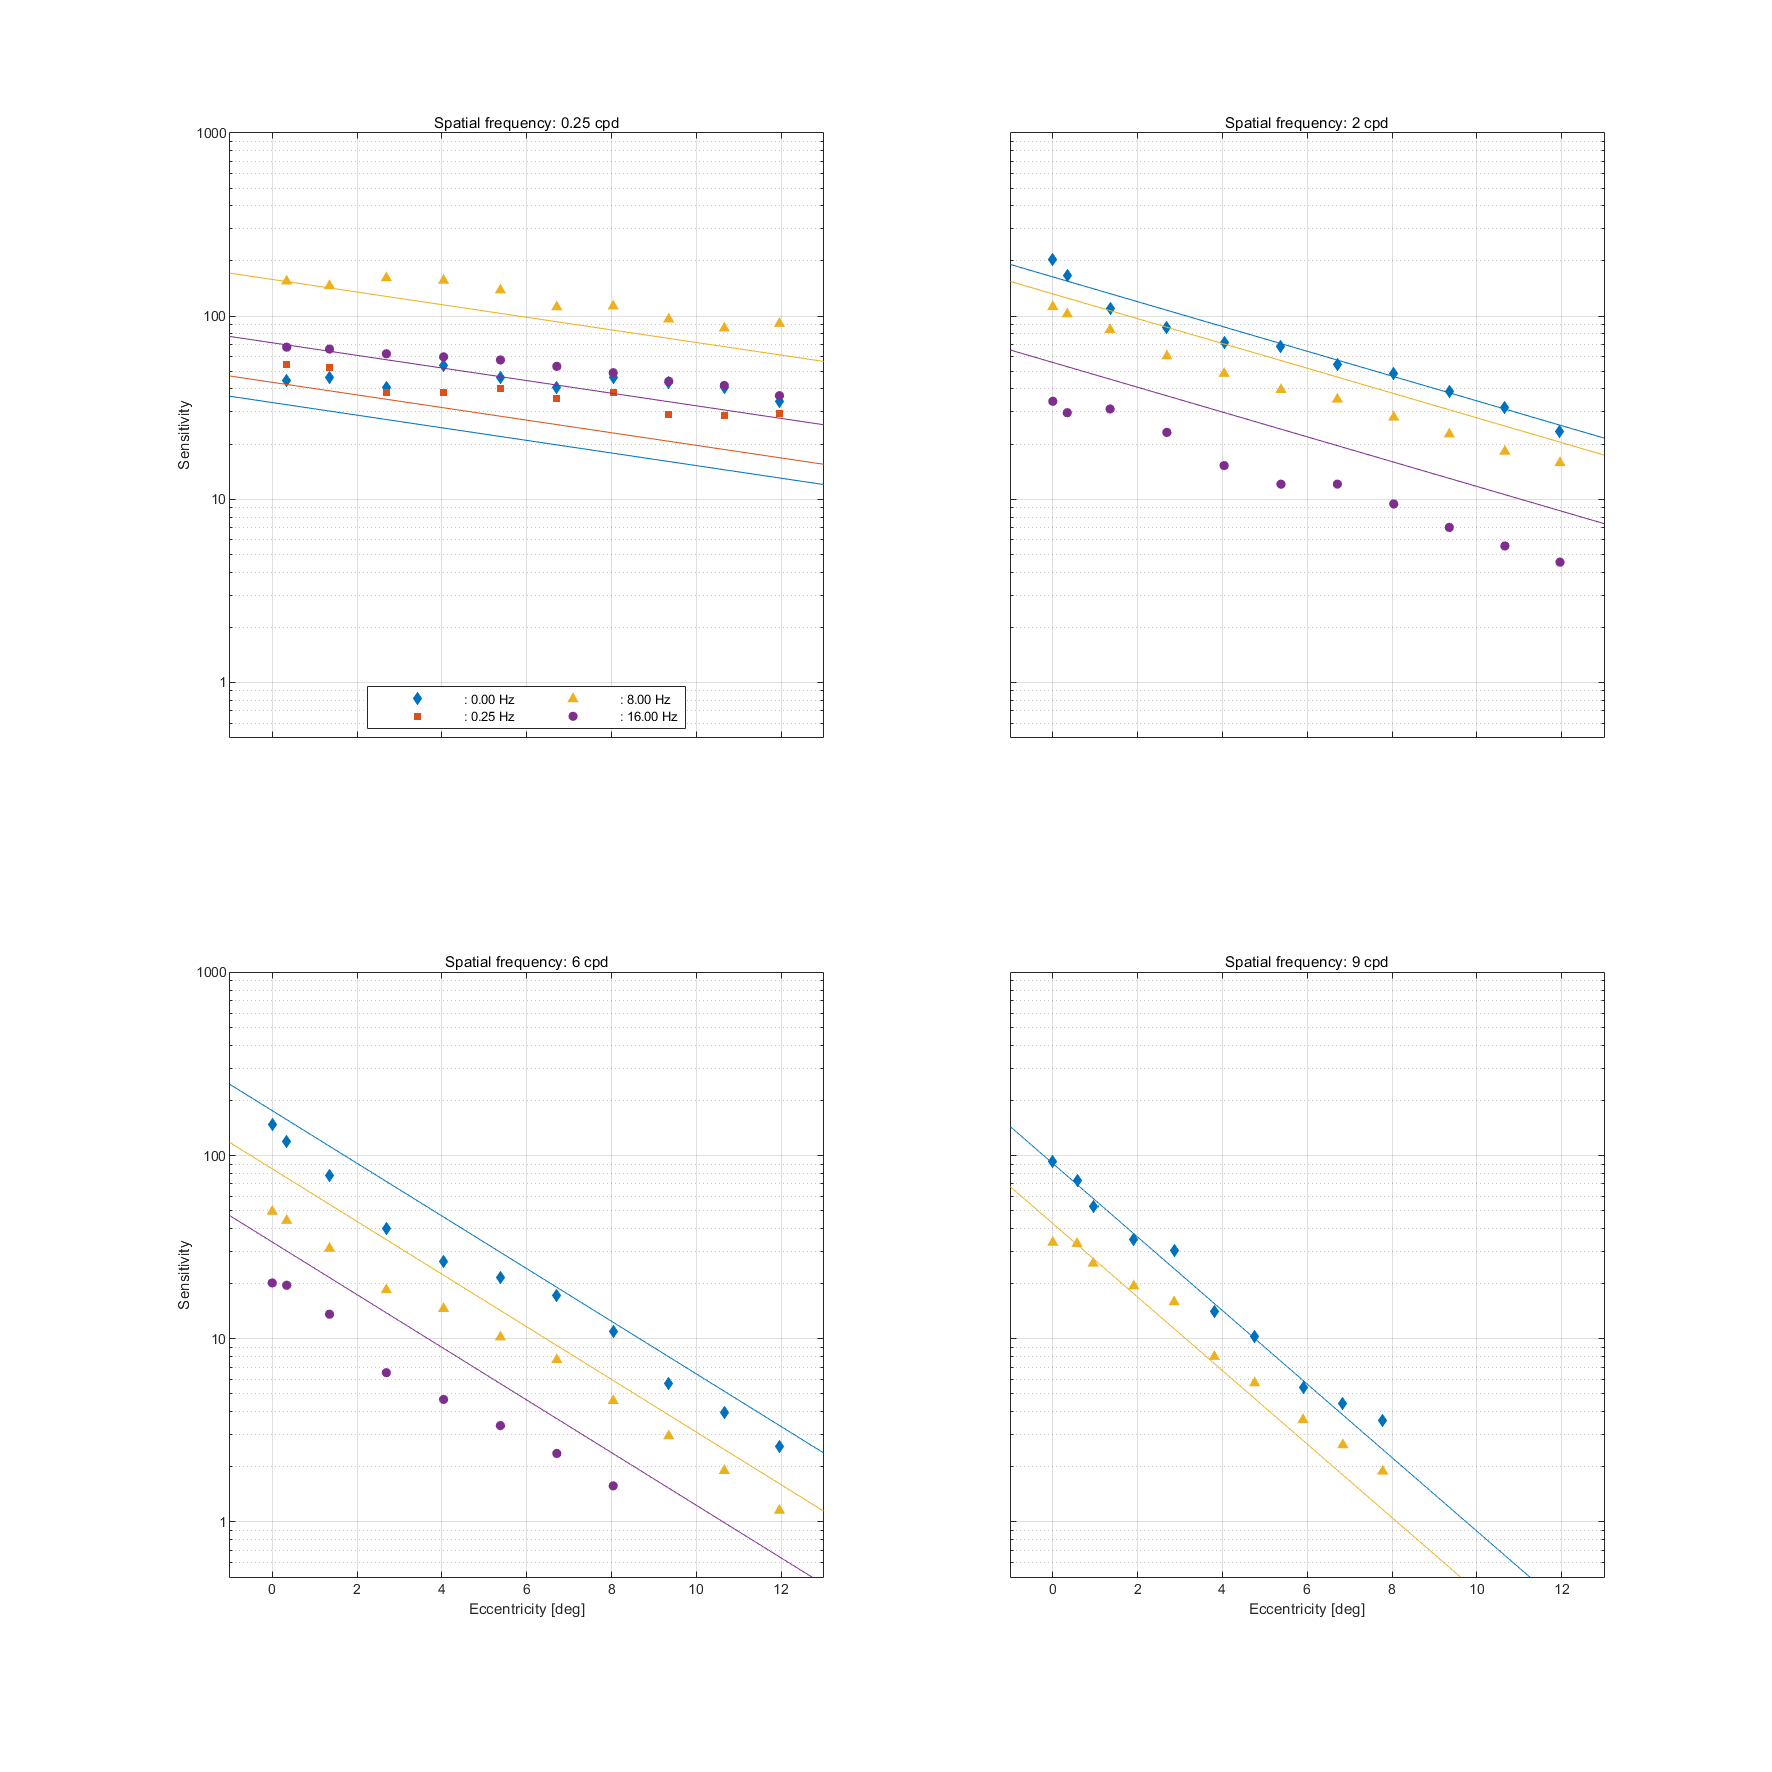 Spatial frequency: 0.25 cpd
1000
100
10
1
Sensitivity
: 0.00 Hz
: 8.00 Hz
: 0.25 Hz
: 16.00 Hz
Spatial frequency: 2 cpd
Spatial frequency: 6 cpd
1000
100
10
1
Sensitivity
0 2 4 6 8 10 12
Eccentricity [deg]
Spatial frequency: 9 cpd
0 2 4 6 8 10 12
Eccentricity [deg]